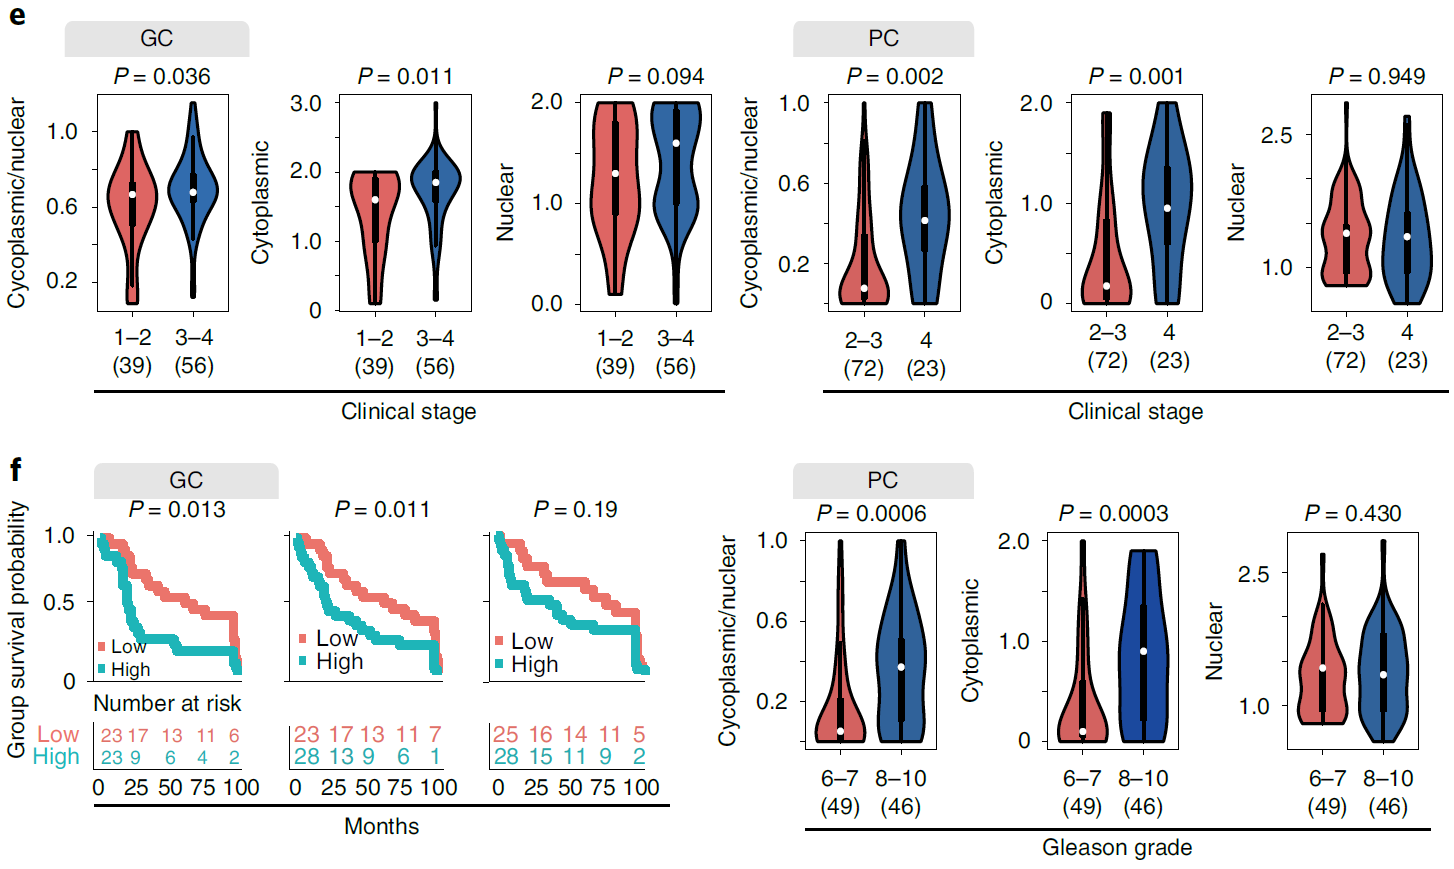 e
GC
PC
P = 0.036
P = 0.011
P = 0.094
P = 0.002
P = 0.001
P = 0.949
Cycoplasmic/nuclear
1.0
0.6
0.2
1–2
(39)
3–4
(56)
Cytoplasmic
3.0
2.0
1.0
0
1–2
(39)
3–4
(56)
Nuclear
2.0
1.0
0.0
1–2
(39)
3–4
(56)
Clinical stage
Cycoplasmic/nuclear
1.0
0.6
0.2
2–3
(72)
4
(23)
Cytoplasmic
2.0
1.0
0
2–3
(72)
4
(23)
Nuclear
2.5
1.0
2–3
(72)
4
(23)
Clinical stage
f
GC
P = 0.013
P = 0.011
P = 0.19
Group survival probability
1.0
0.5
0
Low
High
Low
High
Low
High
Number at risk
Low 23 17 13 11 6
High 23 9 6 4 2
23 17 13 11 7
28 13 9 6 1
25 16 14 11 5
28 15 11 9 2
0 25 50 75 100
0 25 50 75 100
0 25 50 75 100
Months
PC
P = 0.0006
P = 0.0003
P = 0.430
Cycoplasmic/nuclear
1.0
0.6
0.2
6–7
(49)
8–10
(46)
Cytoplasmic
2.0
1.0
0
6–7
(49)
8–10
(46)
Nuclear
2.5
1.0
6–7
(49)
8–10
(46)
Gleason grade